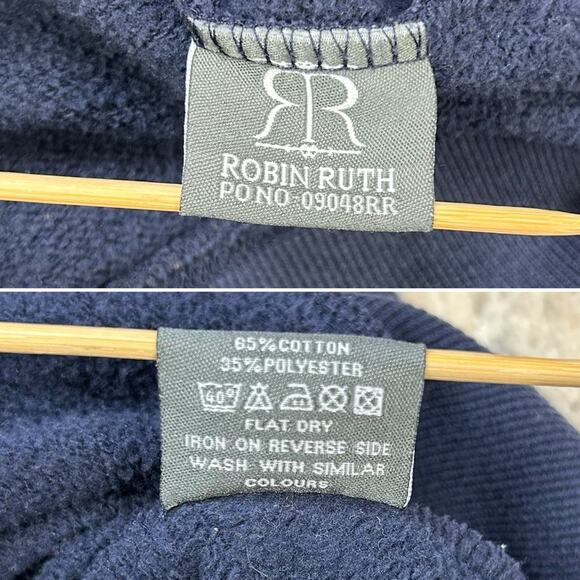 RR
ROBIN RUTH
PO NO - 09048RR
65% COTTON
35% POLYESTER
40°
FLAT DRY
IRON ON REVERSE SIDE
WASH WITH SIMILAR
COLOURS